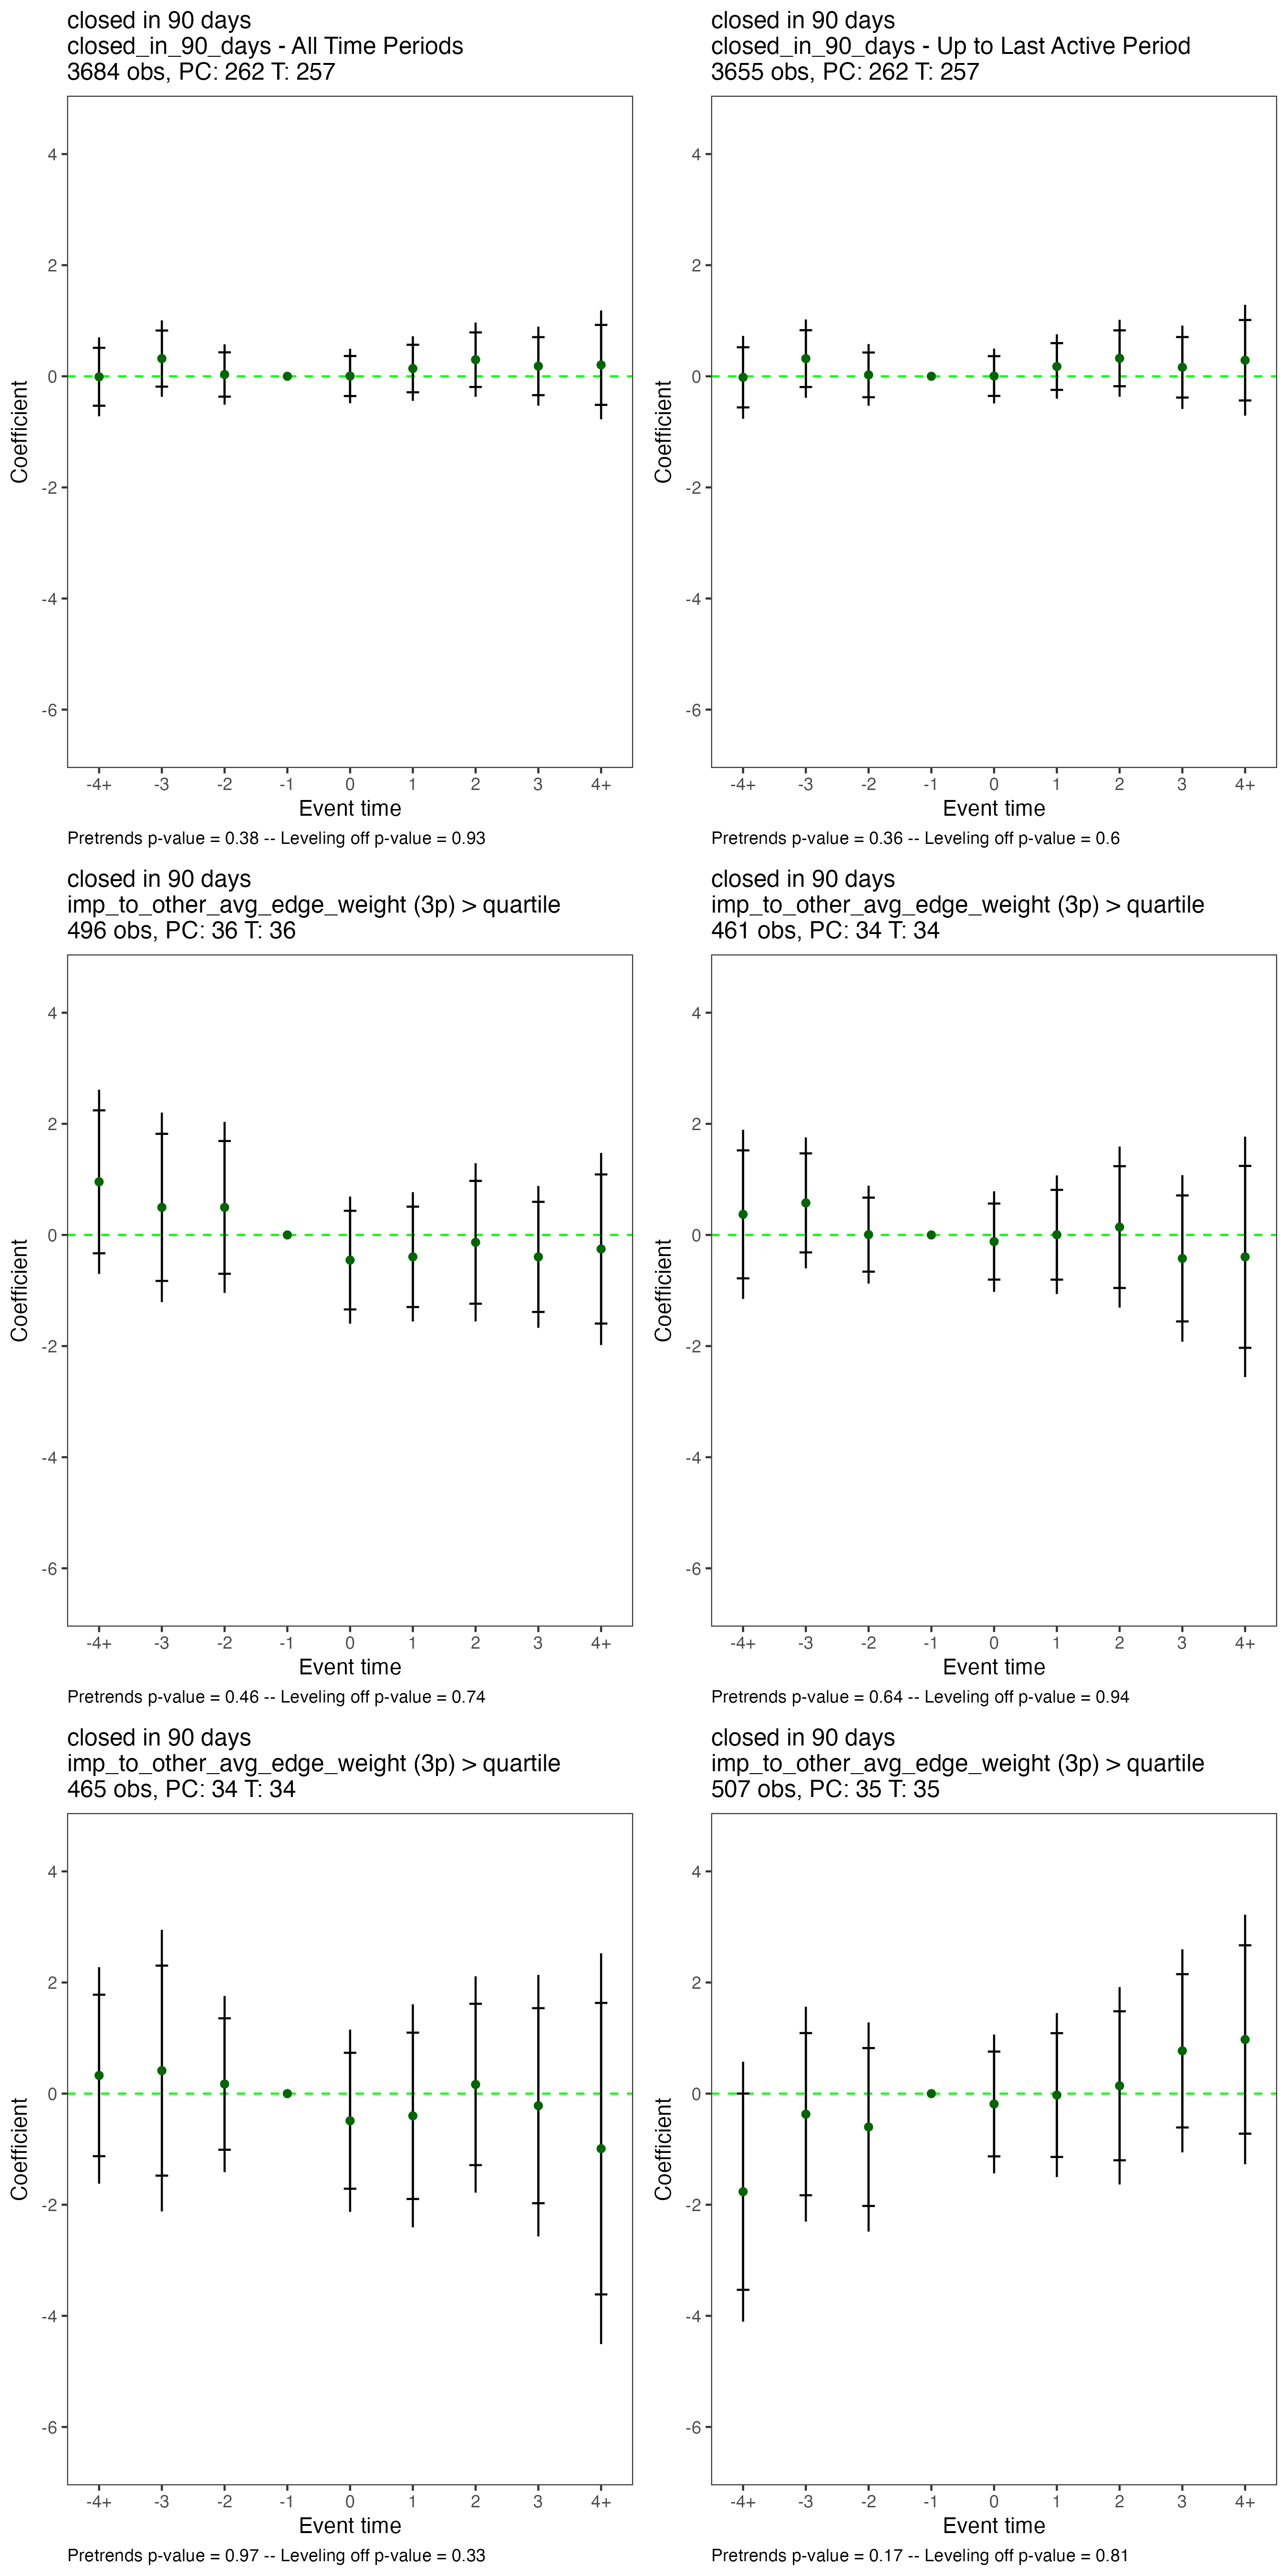 closed in 90 days
closed_in_90_days - All Time Periods
3684 obs, PC: 262 T: 257
4
2
0
-2
-4
-6
Coefficient
-4+ -3 -2 -1 0 1 2 3 4+
Event time
Pretrends p-value = 0.38 -- Leveling off p-value = 0.93
closed in 90 days
closed_in_90_days - Up to Last Active Period
3655 obs, PC: 262 T: 257
4
2
0
-2
-4
-6
Coefficient
-4+ -3 -2 -1 0 1 2 3 4+
Event time
Pretrends p-value = 0.36 -- Leveling off p-value = 0.6
closed in 90 days
imp_to_other_avg_edge_weight (3p) > quartile
496 obs, PC: 36 T: 36
4
2
0
-2
-4
-6
Coefficient
-4+ -3 -2 -1 0 1 2 3 4+
Event time
Pretrends p-value = 0.46 -- Leveling off p-value = 0.74
closed in 90 days
imp_to_other_avg_edge_weight (3p) > quartile
461 obs, PC: 34 T: 34
4
2
0
-2
-4
-6
Coefficient
-4+ -3 -2 -1 0 1 2 3 4+
Event time
Pretrends p-value = 0.64 -- Leveling off p-value = 0.94
closed in 90 days
imp_to_other_avg_edge_weight (3p) > quartile
465 obs, PC: 34 T: 34
4
2
0
-2
-4
-6
Coefficient
-4+ -3 -2 -1 0 1 2 3 4+
Event time
Pretrends p-value = 0.97 -- Leveling off p-value = 0.33
closed in 90 days
imp_to_other_avg_edge_weight (3p) > quartile
507 obs, PC: 35 T: 35
4
2
0
-2
-4
-6
Coefficient
-4+ -3 -2 -1 0 1 2 3 4+
Event time
Pretrends p-value = 0.17 -- Leveling off p-value = 0.81